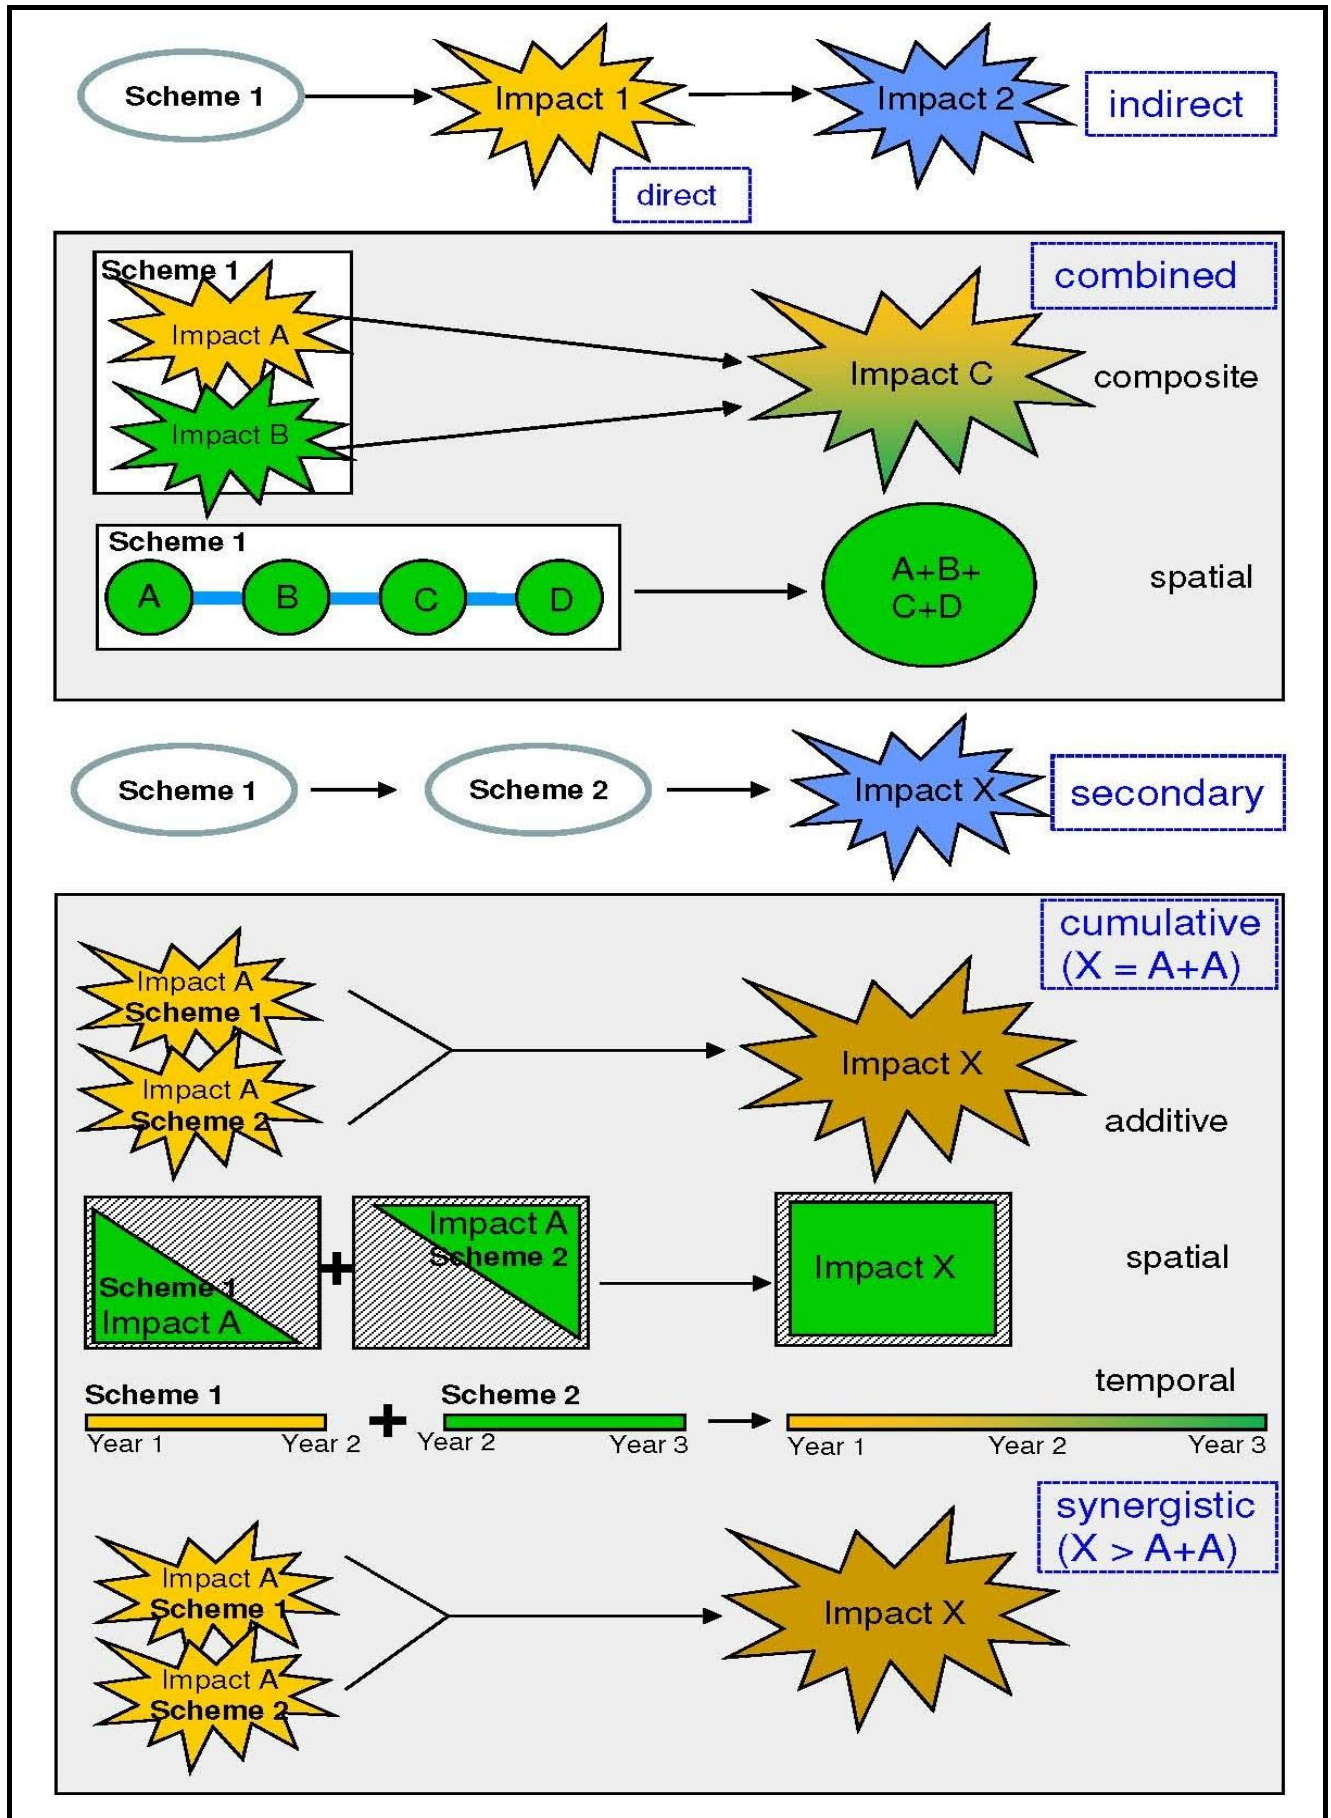 Scheme 1
Impact 1
Impact 2
indirect
direct
combined
Scheme 1
Impact A
Impact B
Impact C
composite
Scheme 1
A
B
C
D
A+B+
C+D
spatial
Scheme 1
Scheme 2
Impact X
secondary
cumulative
(X = A+A)
Impact A
Scheme 1
Impact A
Scheme 2
Impact X
additive
Scheme 1
Impact A
+
Impact A
Scheme 2
Impact X
spatial
temporal
Scheme 1
Year 1
Year 2
+
Scheme 2
Year 2
Year 3
Year 1
Year 2
Year 3
synergistic
(X > A+A)
Impact A
Scheme 1
Impact A
Scheme 2
Impact X